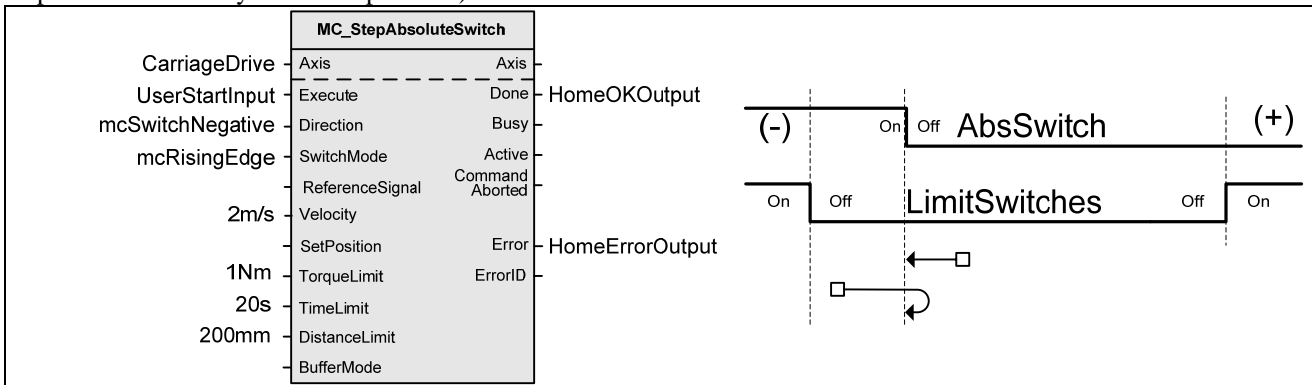 MC_StepAbsoluteSwitch
CarriageDrive Axis Axis
UserStartInput Execute Done HomeOKOutput
mcSwitchNegative Direction Busy
mcRisingEdge SwitchMode Active
ReferenceSignal Command Aborted
2m/s Velocity
SetPosition Error HomeErrorOutput
1Nm TorqueLimit ErrorID
20s TimeLimit
200mm DistanceLimit
BufferMode
(-) On Off AbsSwitch (+)
On Off LimitSwitches Off On